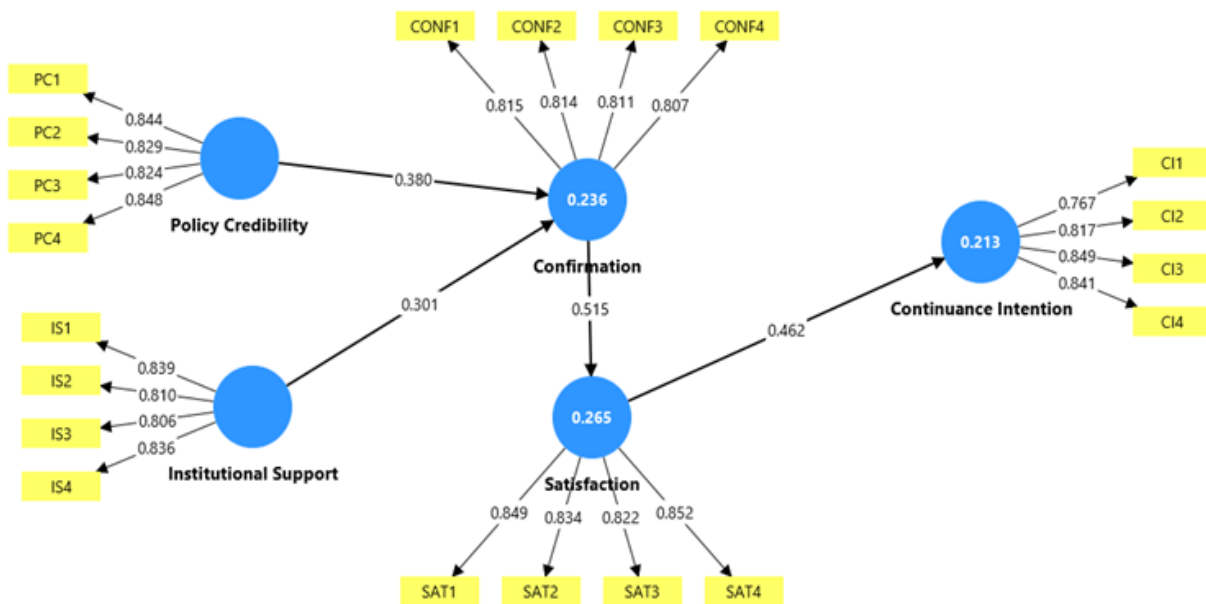 CONF1
CONF2
CONF3
CONF4
0.815
0.814
0.811
0.807
PC1
PC2
PC3
PC4
0.844
0.829
0.824
0.848
Policy Credibility
0.380
0.236
Confirmation
IS1
IS2
IS3
IS4
0.839
0.810
0.806
0.836
Institutional Support
0.301
0.515
0.265
Satisfaction
0.849
0.834
0.822
0.852
SAT1
SAT2
SAT3
SAT4
0.462
0.213
Continuance Intention
0.767
0.817
0.849
0.841
CI1
CI2
CI3
CI4